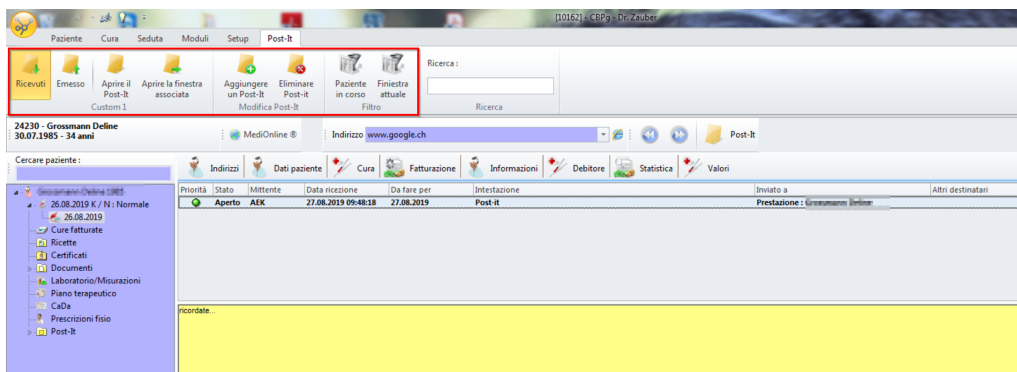 [10162] - CBPg - Dr. Zauber
Paziente Cura Seduta Moduli Setup Post-It
Ricevuti Emesso Aprire il Post-It Aprire la finestra associata Aggiungere un Post-It Eliminare Post-it Paziente in corso Finestra attuale Ricerca :
Custom 1 Modifica Post-It Filtro Ricerca
24230 - Grossmann Deline
30.07.1985 - 34 anni
MediOnline ® Indirizzo www.google.ch Post-It
Cercare paziente :
Indirizzi Dati paziente Cura Fatturazione Informazioni Debitore Statistica Valori
Priorità Stato Mittente Data ricezione Da fare per Intestazione Inviato a Altri destinatari
Aperto AEK 27.08.2019 09:48:18 27.08.2019 Post-it Prestazione :
26.08.2019 K / N : Normale
26.08.2019
Cure fatturate
Ricette
Certificati
Documenti
Laboratorio/Misurazioni
Piano terapeutico
CaDa
Prescrizioni fisio
Post-It
ricordate...